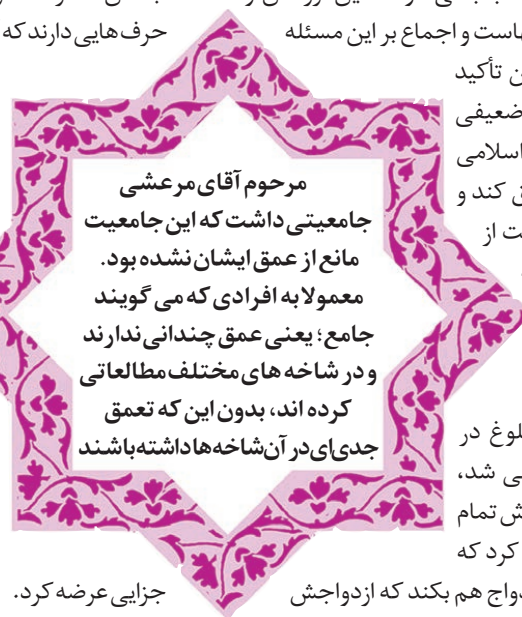 هاست و اجماع بر این مسئله
تأکید
ضعیفی
اسلامی
کند و
ت از
بلوغ در
می شد،
ش تمام
کرد که
دواج هم بکند که ازدواجش
مرحوم آقای مرعشی
جامعیتی داشت که این جامعیت
مانع از عمق ایشان نشده بود.
معمولا به افرادی که می گویند
جامع؛ یعنی عمق چندانی ندارند
و در شاخه های مختلف مطالعاتی
کرده اند، بدون این که تعمق
جدی‌ای در آن شاخه‌ها داشته باشند
حرف‌هایی دارند که
جزایی عرضه کرد.